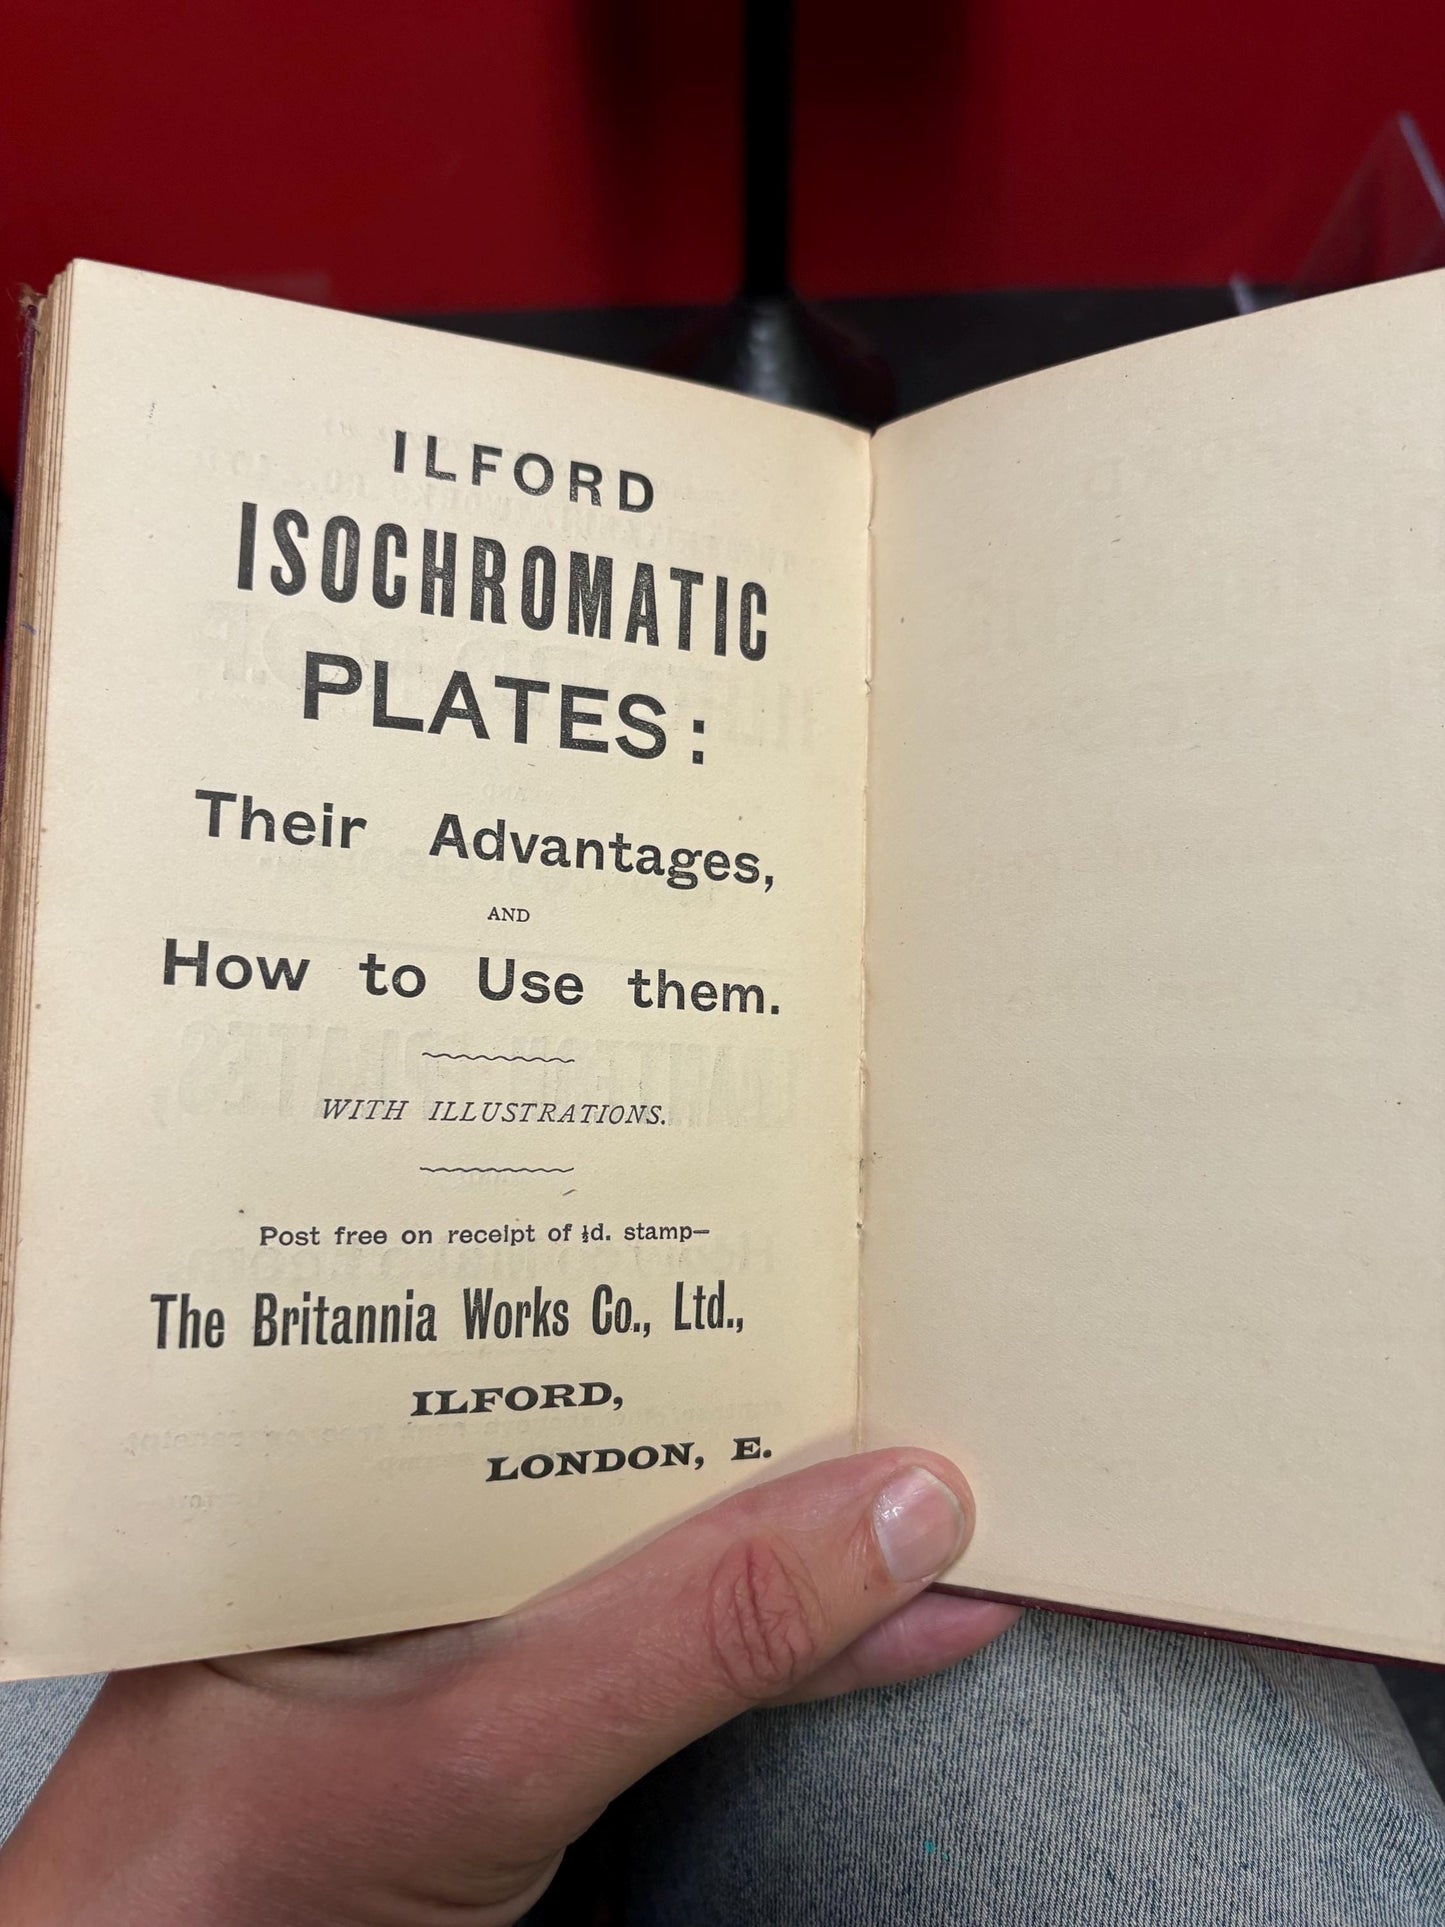 ILFORD
ISOCHROMATIC
PLATES:
Their Advantages,
AND
How to Use them.
WITH ILLUSTRATIONS.
Post free on receipt of ½d. stamp—
The Britannia Works Co., Ltd.,
ILFORD,
LONDON, E.